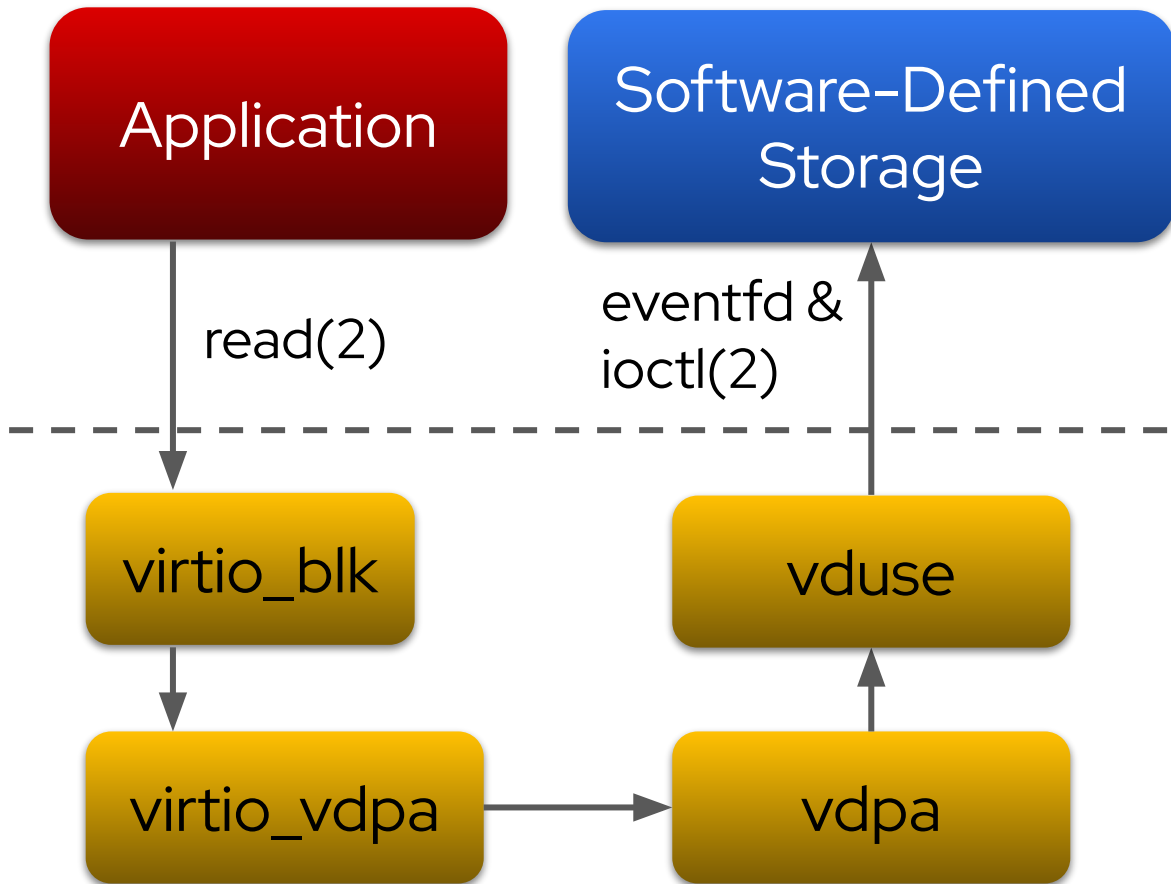 Application
Software-Defined
Storage
read(2)
eventfd &
ioctl(2)
virtio_blk
vduse
virtio_vdpa
vdpa